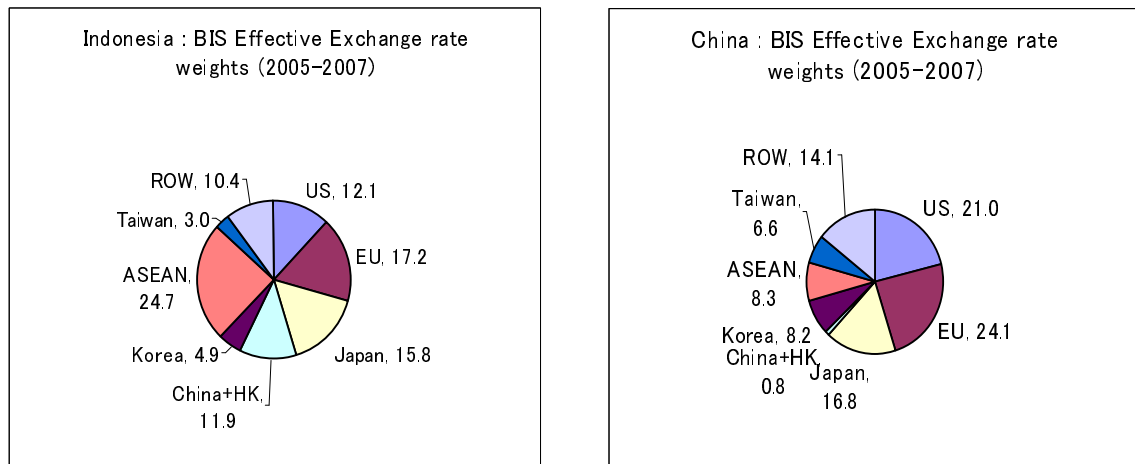 Indonesia : BIS Effective Exchange rate
weights (2005-2007)
ROW, 10.4
US, 12.1
Taiwan, 3.0
EU, 17.2
ASEAN,
24.7
Korea, 4.9
Japan, 15.8
China+HK,
11.9
China : BIS Effective Exchange rate
weights (2005-2007)
ROW, 14.1
Taiwan,
6.6
US, 21.0
ASEAN,
8.3
Korea, 8.2
EU, 24.1
China+HK,
0.8
Japan,
16.8